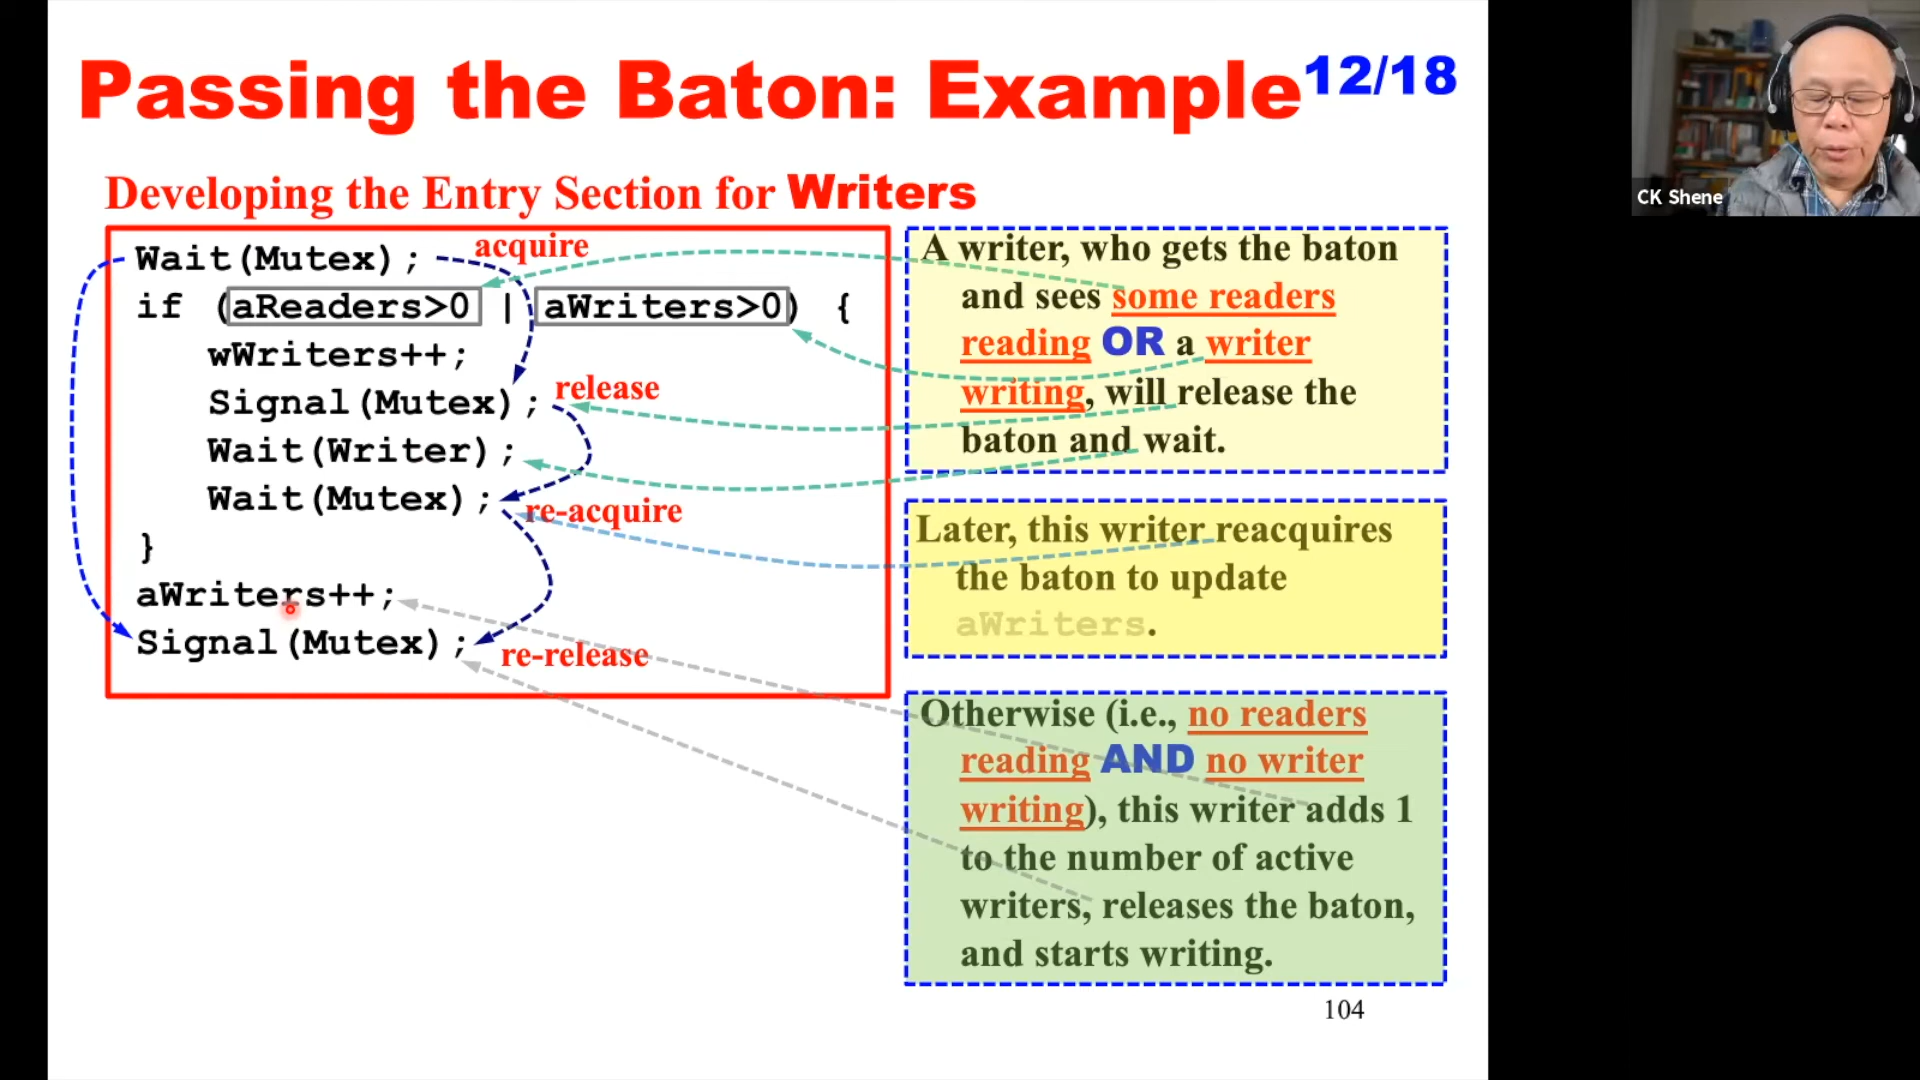 Passing the Baton: Example 12/18
Developing the Entry Section for Writers
Wait(Mutex); acquire
if (aReaders>0 | aWriters>0) {
wWriters++;
Signal(Mutex); release
Wait(Writer);
Wait(Mutex); re-acquire
}
aWriters++;
Signal(Mutex); re-release
A writer, who gets the baton
and sees some readers
reading OR a writer
writing, will release the
baton and wait.
Later, this writer reacquires
the baton to update
aWriters.
Otherwise (i.e., no readers
reading AND no writer
writing), this writer adds 1
to the number of active
writers, releases the baton,
and starts writing.
104
CK Shene